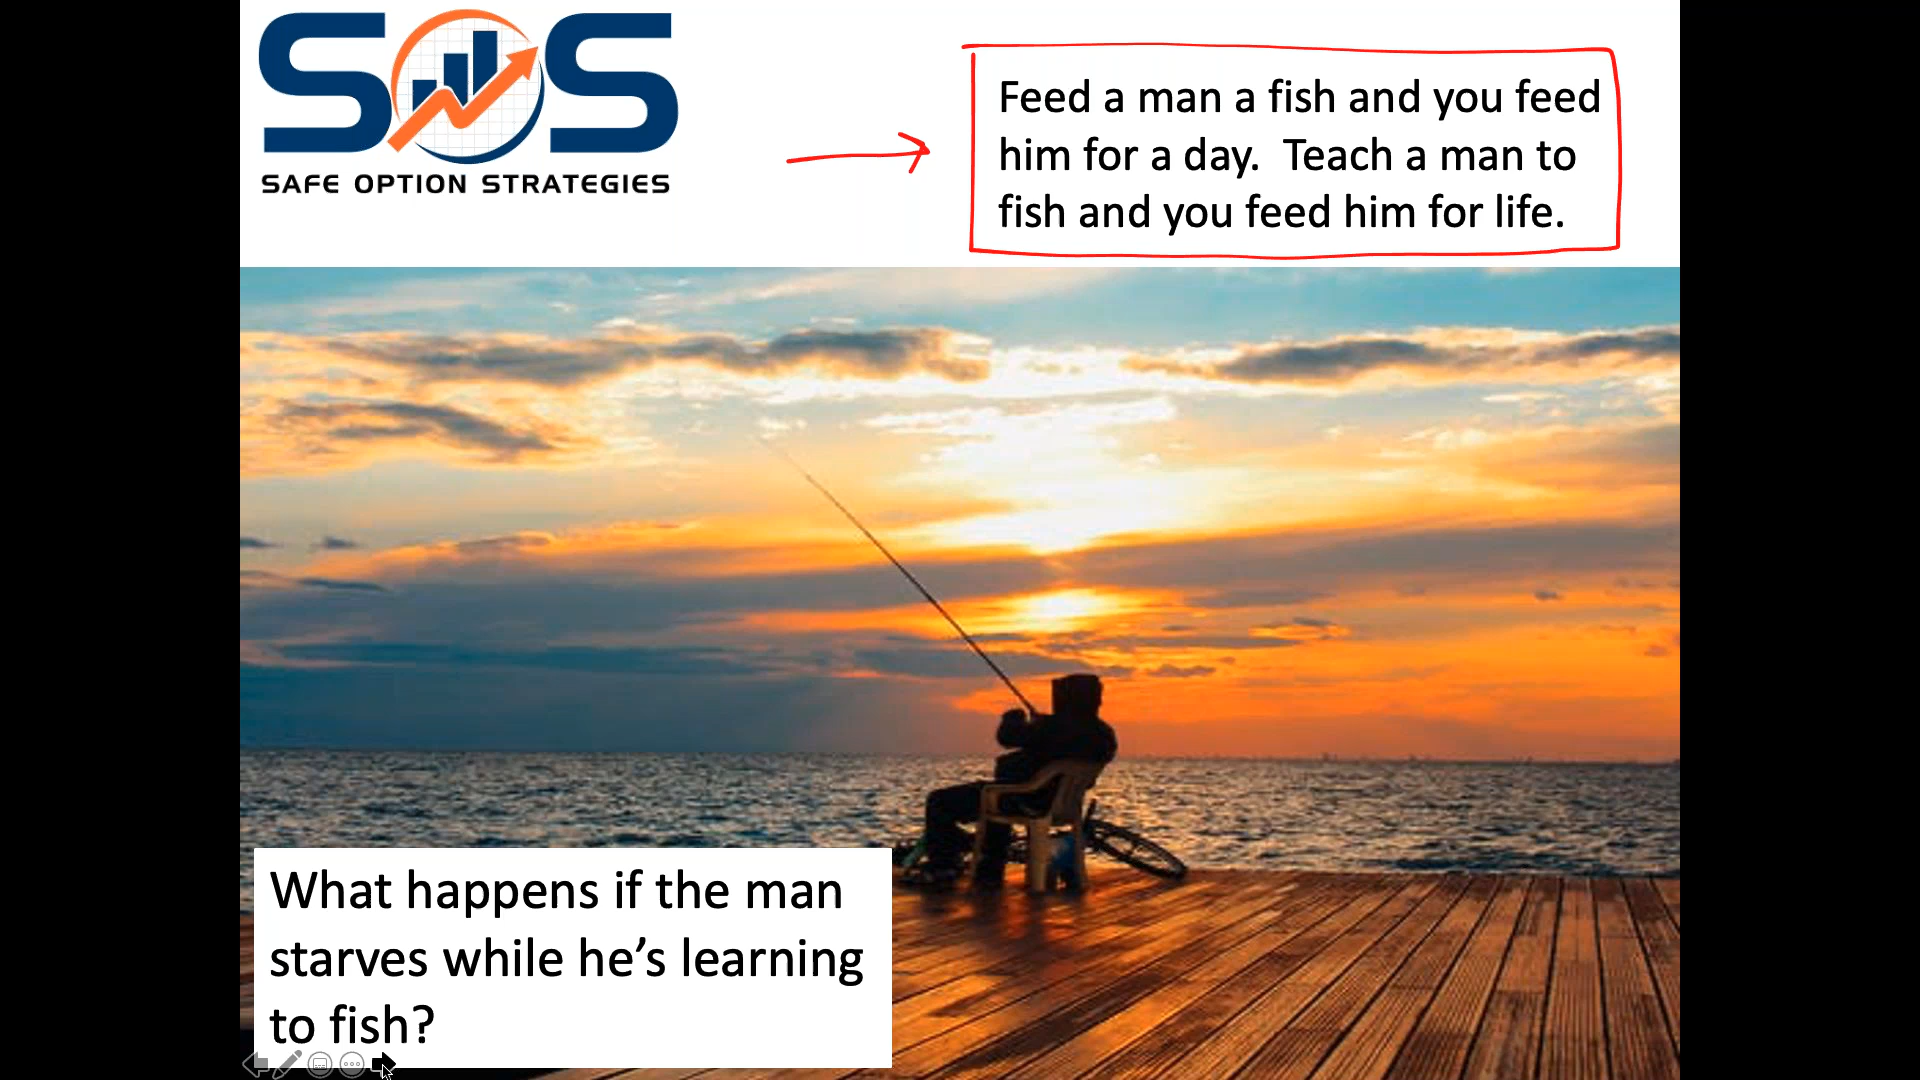 SOS
SAFE OPTION STRATEGIES
Feed a man a fish and you feed
him for a day.  Teach a man to
fish and you feed him for life.
What happens if the man
starves while he’s learning
to fish?